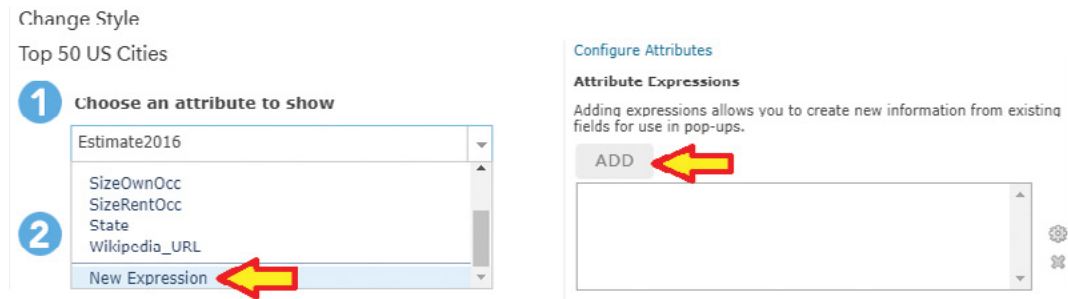 Change Style
Top 50 US Cities
1 Choose an attribute to show
Estimate2016
SizeOwnOcc
SizeRentOcc
State
2
Wikipedia_URL
New Expression
Configure Attributes
Attribute Expressions
Adding expressions allows you to create new information from existing
fields for use in pop-ups.
ADD